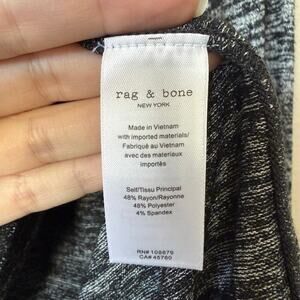 rag & bone
NEW YORK
Made in Vietnam
with imported materials/
Fabriqué au Vietnam
avec des materiaux
importés
Self/Tissu Principal
48% Rayon/Rayonne
48% Polyester
4% Spandex
RN# 108879
CA# 45760